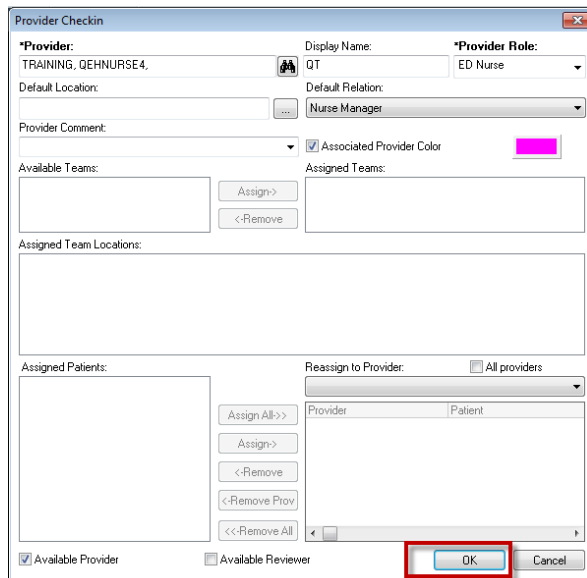 Provider Checkin
*Provider: Display Name: *Provider Role:
TRAINING, QEHNURSE4, QT ED Nurse
Default Location: Default Relation:
... Nurse Manager
Provider Comment:
Associated Provider Color
Available Teams: Assigned Teams:
Assign->
<-Remove
Assigned Team Locations:
Assigned Patients: Reassign to Provider: All providers
Assign All->> Provider Patient
Assign->
<-Remove
<-Remove Prov
<<-Remove All
Available Provider Available Reviewer OK Cancel